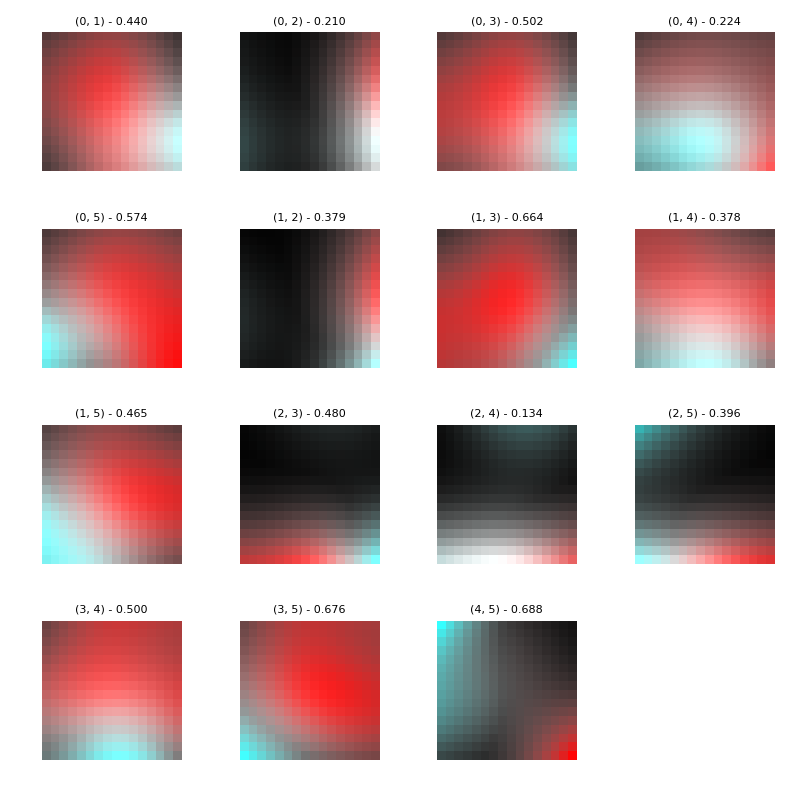 (0, 1) - 0.440 (0, 2) - 0.210 (0, 3) - 0.502 (0, 4) - 0.224
(0, 5) - 0.574 (1, 2) - 0.379 (1, 3) - 0.664 (1, 4) - 0.378
(1, 5) - 0.465 (2, 3) - 0.480 (2, 4) - 0.134 (2, 5) - 0.396
(3, 4) - 0.500 (3, 5) - 0.676 (4, 5) - 0.688